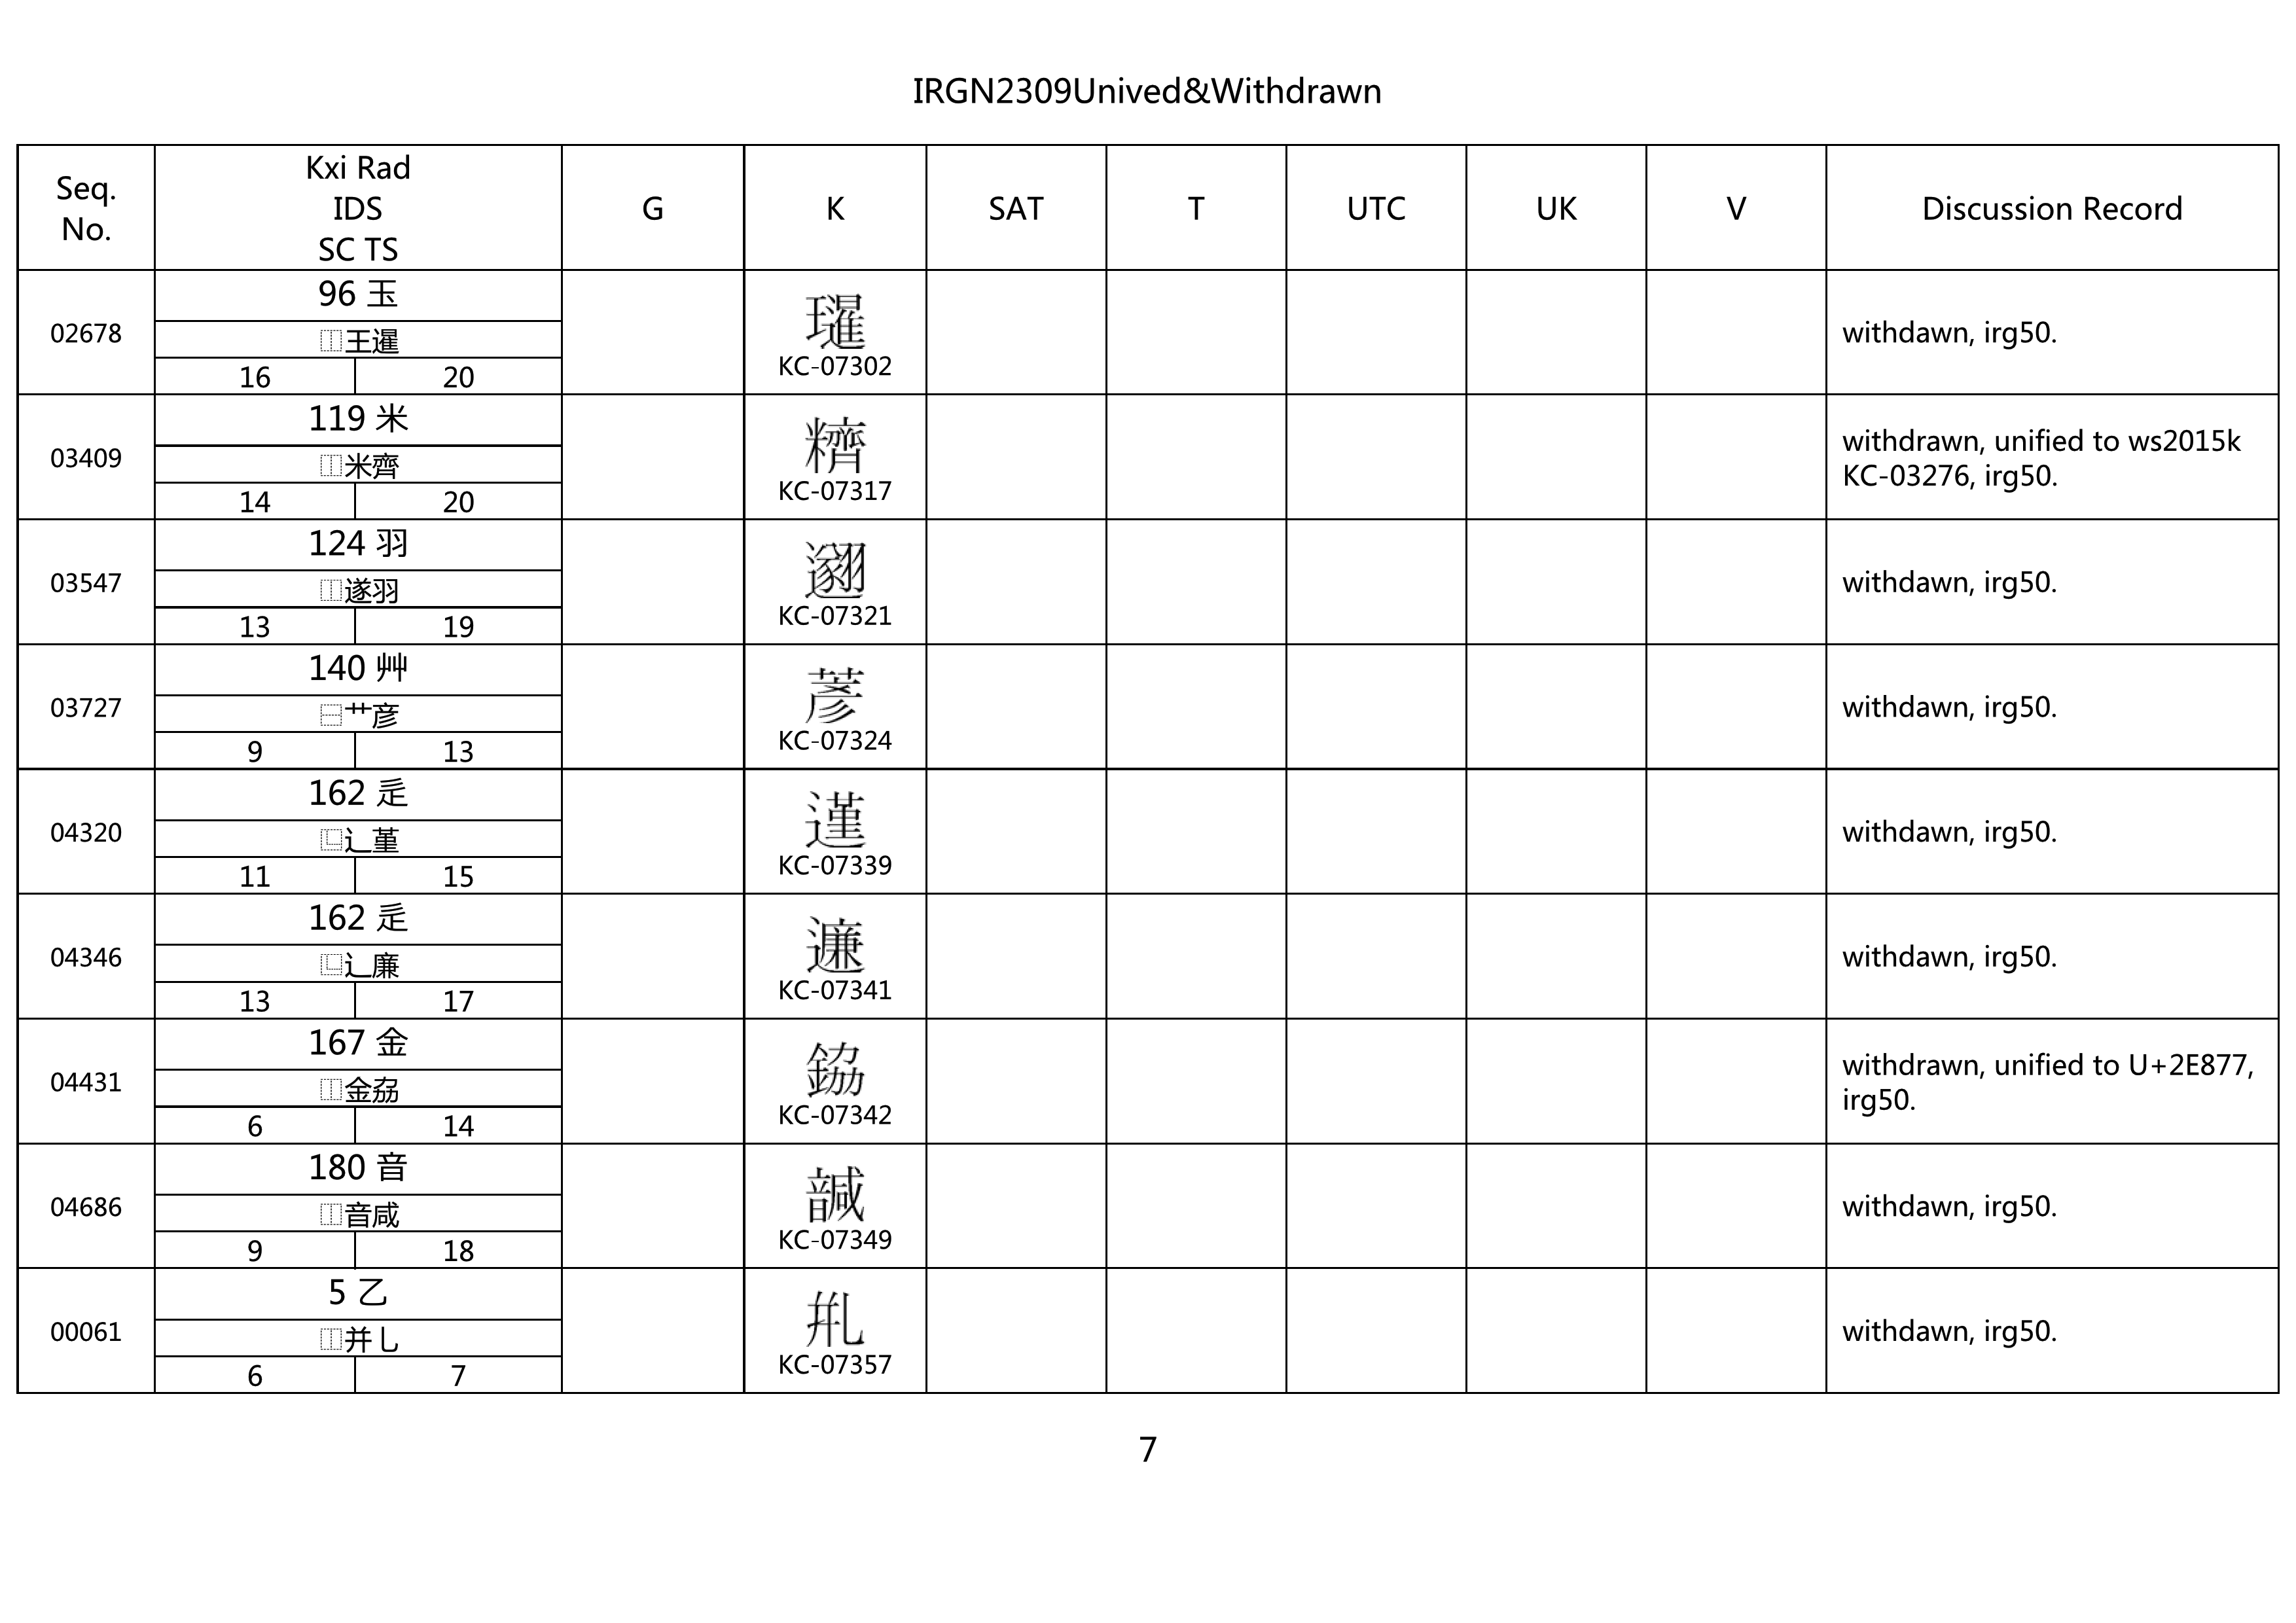 IRGN2309Unived&Withdrawn
Seq. No.
Kxi Rad
IDS
SC TS
G K SAT T UTC UK V Discussion Record
96 玉
02678 ⿰王暹 KC-07302 withdawn, irg50.
16 20
119 米
03409 ⿰米齊 KC-07317 withdrawn, unified to ws2015k
KC-03276, irg50.
14 20
124 羽
03547 ⿰遂羽 KC-07321 withdawn, irg50.
13 19
140 艸
03727 ⿱艹彦 KC-07324 withdawn, irg50.
9 13
162 辵
04320 ⿺辶堇 KC-07339 withdawn, irg50.
11 15
162 辵
04346 ⿺辶廉 KC-07341 withdawn, irg50.
13 17
167 金
04431 ⿰金劦 KC-07342 withdrawn, unified to U+2E877,
irg50.
6 14
180 音
04686 ⿰音咸 KC-07349 withdawn, irg50.
9 18
5 乙
00061 ⿰并乚 KC-07357 withdawn, irg50.
6 7
7